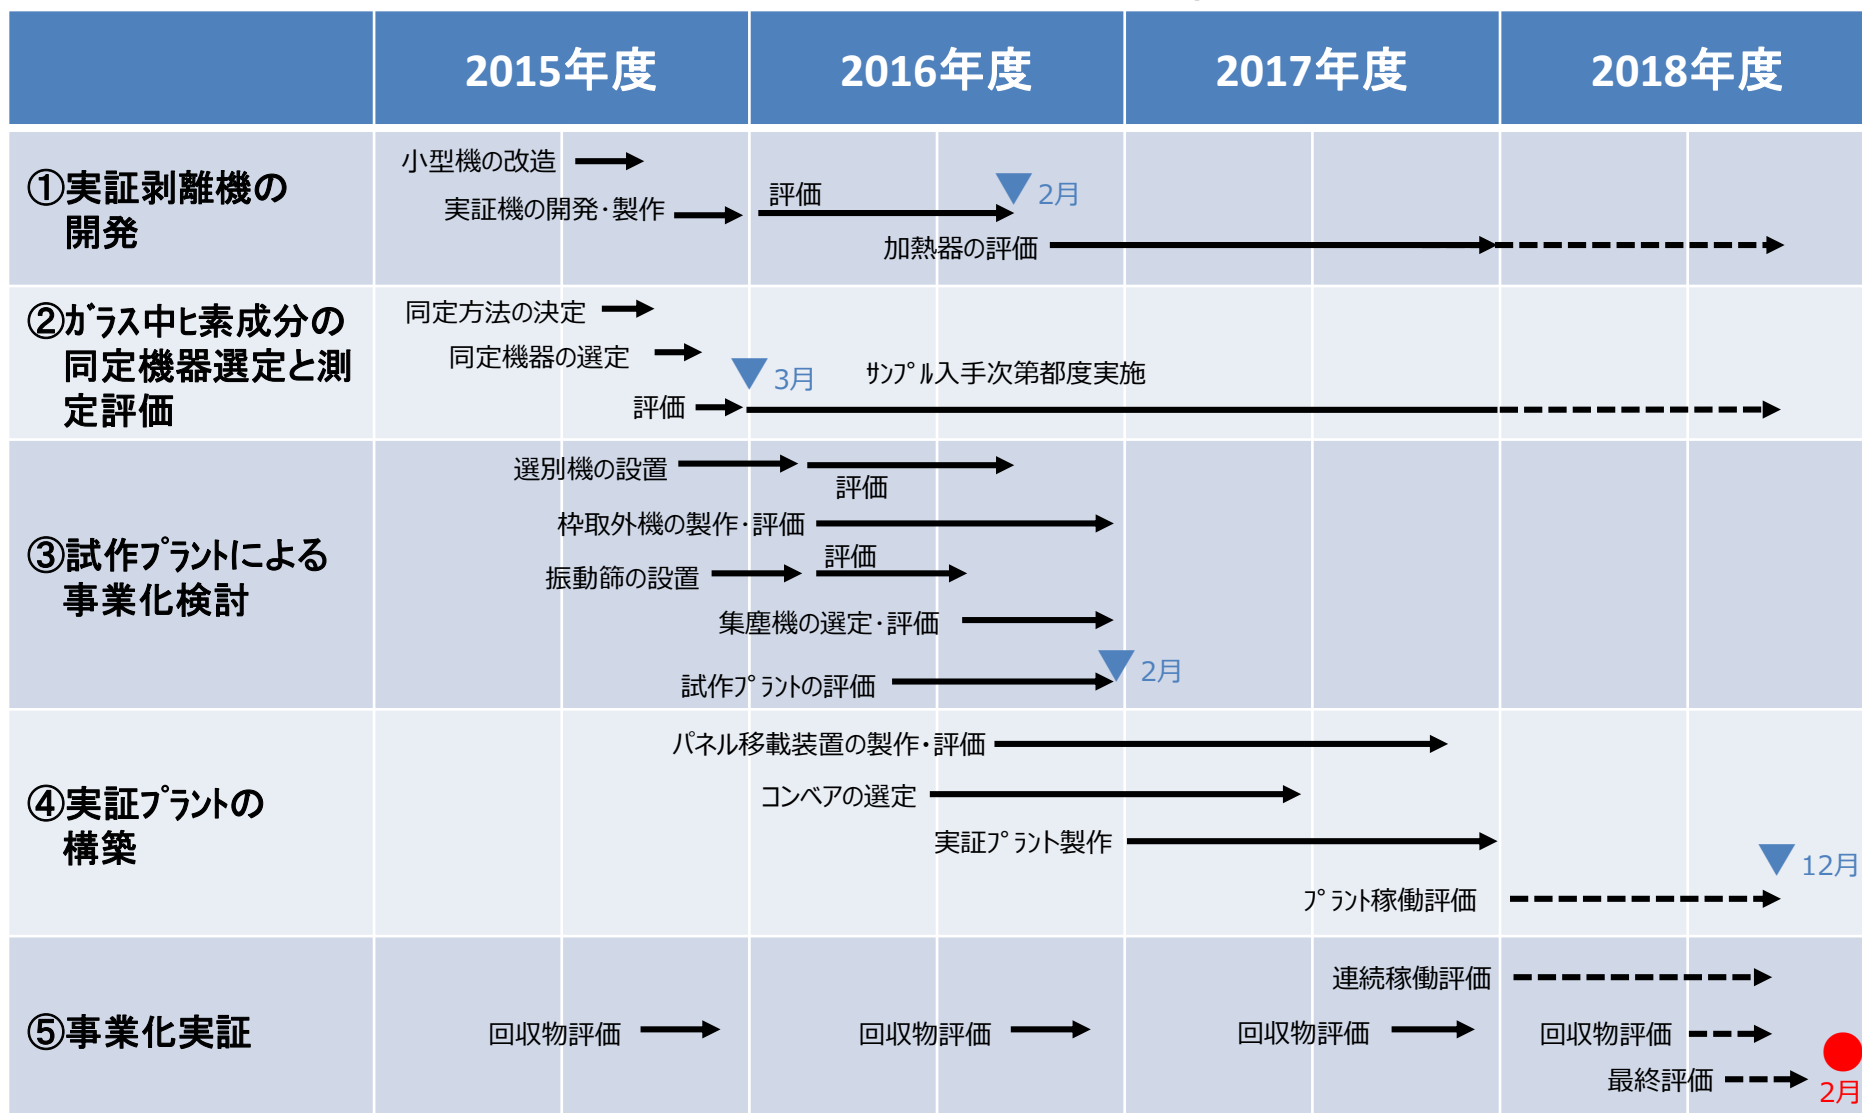 2015年度
2016年度
2017年度
2018年度
①実証剥離機の
開発
小型機の改造
実証機の開発・製作
評価
2月
加熱器の評価
②ｶﾞﾗｽ中ﾋ素成分の
同定機器選定と測
定評価
同定方法の決定
同定機器の選定
評価
3月
ｻﾝﾌﾟﾙ入手次第都度実施
③試作ﾌﾟﾗﾝﾄによる
事業化検討
選別機の設置
評価
枠取外機の製作・評価
振動篩の設置
評価
集塵機の選定・評価
試作ﾌﾟﾗﾝﾄの評価
2月
④実証ﾌﾟﾗﾝﾄの
構築
パネル移載装置の製作・評価
コンベアの選定
実証ﾌﾟﾗﾝﾄ製作
ﾌﾟﾗﾝﾄ稼働評価
12月
⑤事業化実証
連続稼働評価
回収物評価
回収物評価
回収物評価
回収物評価
最終評価
2月